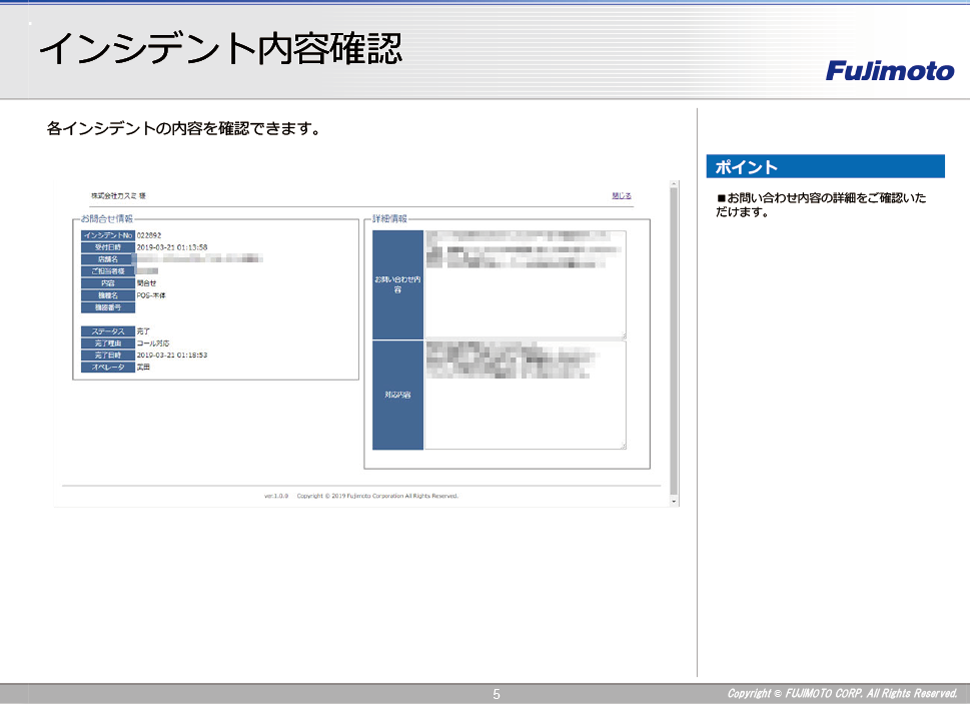 インシデント内容確認
Fujimoto
各インシデントの内容を確認できます。
株式会社カスミ 様
閉じる
お問合せ情報
インシデントNo 022892
受付日時 2019-03-21 01:13:58
店舗名
ご担当者様
内容 問合せ
機種名 POS-本体
機器番号
ステータス 完了
完了理由 コール対応
完了日時 2019-03-21 01:18:53
オペレータ
詳細情報
お問い合わせ内
容
対応内容
ver.1.0.0 Copyright © 2019 Fujimoto Corporation All Rights Reserved.
ポイント
■お問い合わせ内容の詳細をご確認いた
だけます。
5
Copyright © FUJIMOTO CORP. All Rights Reserved.